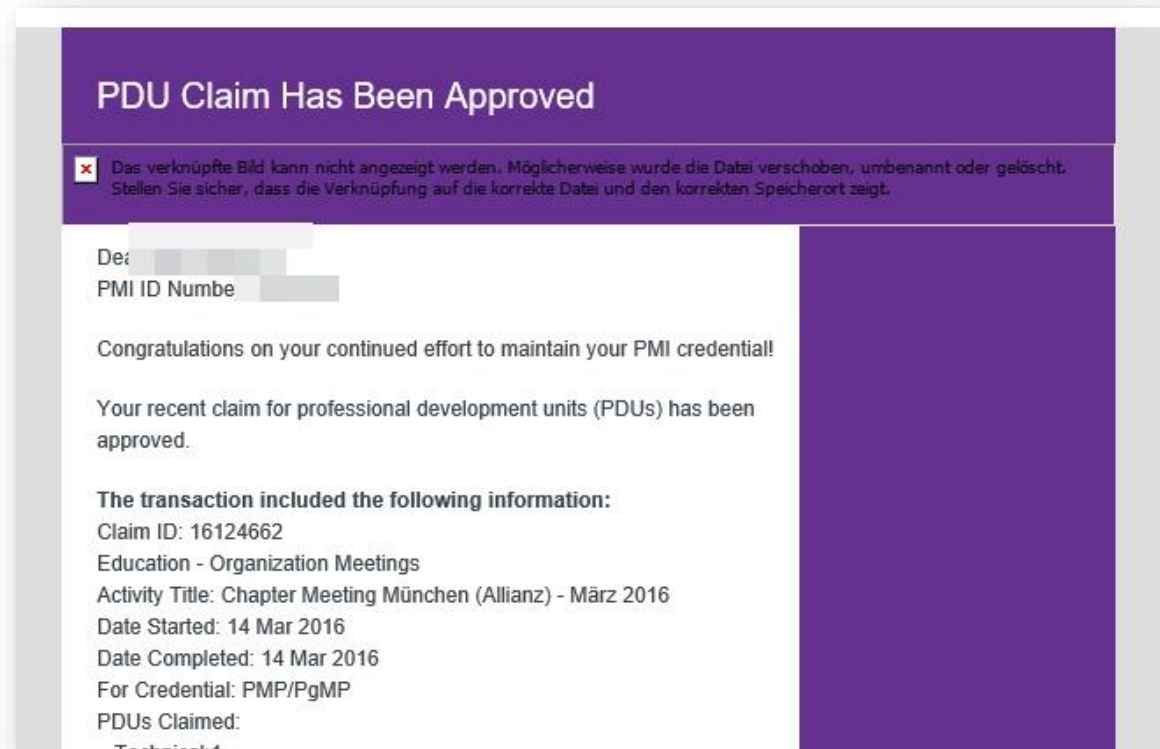 PDU Claim Has Been Approved
Das verknüpfte Bild kann nicht angezeigt werden. Möglicherweise wurde die Datei verschoben, umbenannt oder gelöscht.
Stellen Sie sicher, dass die Verknüpfung auf die korrekte Datei und den korrekten Speicherort zeigt.
PMI ID Numbe
Congratulations on your continued effort to maintain your PMI credential!
Your recent claim for professional development units (PDUs) has been
approved.
The transaction included the following information:
Claim ID: 16124662
Education - Organization Meetings
Activity Title: Chapter Meeting München (Allianz) - März 2016
Date Started: 14 Mar 2016
Date Completed: 14 Mar 2016
For Credential: PMP/PgMP
PDUs Claimed: